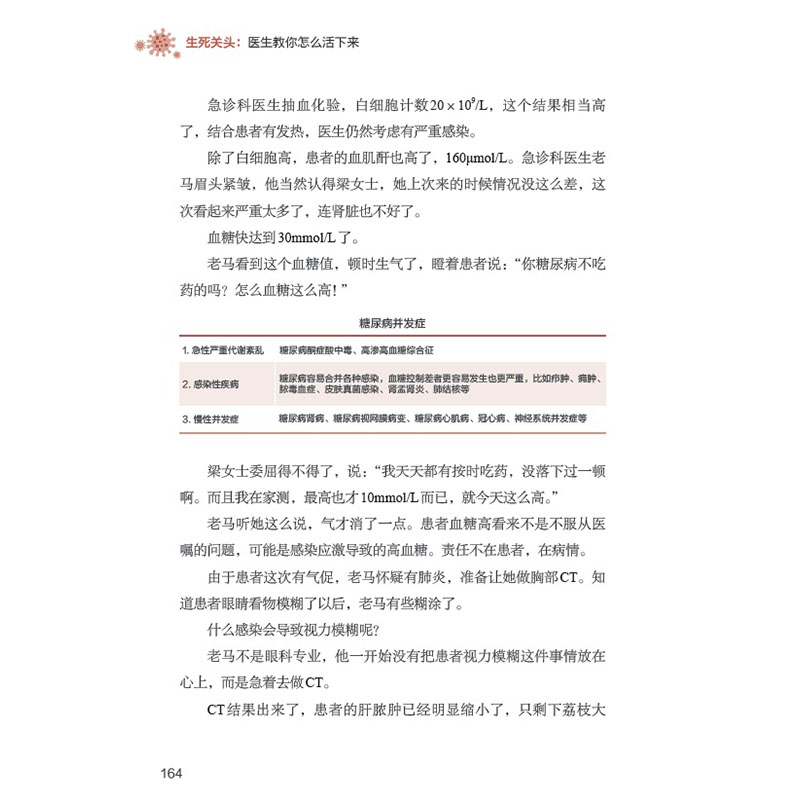 生死关头：医生教你怎么活下来
急诊科医生抽血化验，白细胞计数20 × 10⁹/L，这个结果相当高
了，结合患者有发热，医生仍然考虑有严重感染。
除了白细胞高，患者的血肌酐也高了，160μmol/L。急诊科医生老
马眉头紧皱，他当然认得梁女士，她上次来的时候情况没这么差，这
次看起来严重太多了，连肾脏也不好了。
血糖快达到30mmol/L了。
老马看到这个血糖值，顿时生气了，瞪着患者说：“你糖尿病不吃
药的吗？怎么血糖这么高！”
糖尿病并发症
1. 急性严重代谢紊乱 糖尿病酮症酸中毒、高渗高血糖综合征
2. 感染性疾病 糖尿病容易合并各种感染，血糖控制差者更容易发生也更严重，比如疖肿、痈肿、
脓毒血症、皮肤真菌感染、肾盂肾炎、肺结核等
3. 慢性并发症 糖尿病肾病、糖尿病视网膜病变、糖尿病心肌病、冠心病、神经系统并发症等
梁女士委屈得不得了，说：“我天天都有按时吃药，没落下过一顿
啊。而且我在家测，最高也才10mmol/L而已，就今天这么高。”
老马听她这么说，气才消了一点。患者血糖高看来不是不服从医
嘱的问题，可能是感染应激导致的高血糖。责任不在患者，在病情。
由于患者这次有气促，老马怀疑有肺炎，准备让她做胸部CT。知
道患者眼睛看物模糊了以后，老马有些糊涂了。
什么感染会导致视力模糊呢？
老马不是眼科专业，他一开始没有把患者视力模糊这件事情放在
心上，而是急着去做CT。
CT结果出来了，患者的肝脓肿已经明显缩小了，只剩下荔枝大
164